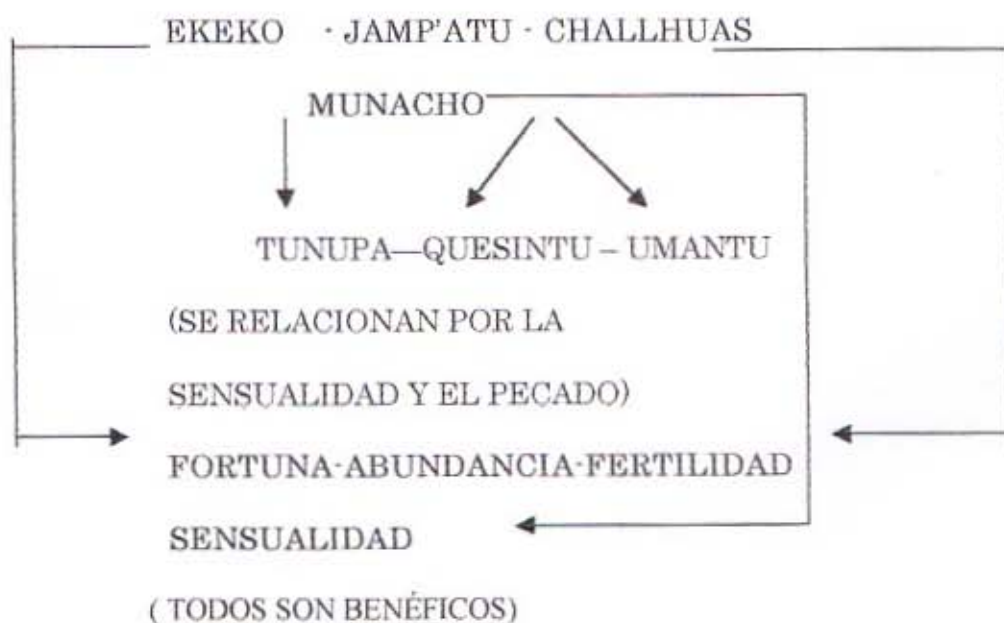 EKEKO · JAMP'ATU · CHALLHUAS
MUNACHO
TUNUPA—QUESINTU – UMANTU
(SE RELACIONAN POR LA
SENSUALIDAD Y EL PECADO)
FORTUNA-ABUNDANCIA-FERTILIDAD
SENSUALIDAD
( TODOS SON BENÉFICOS)